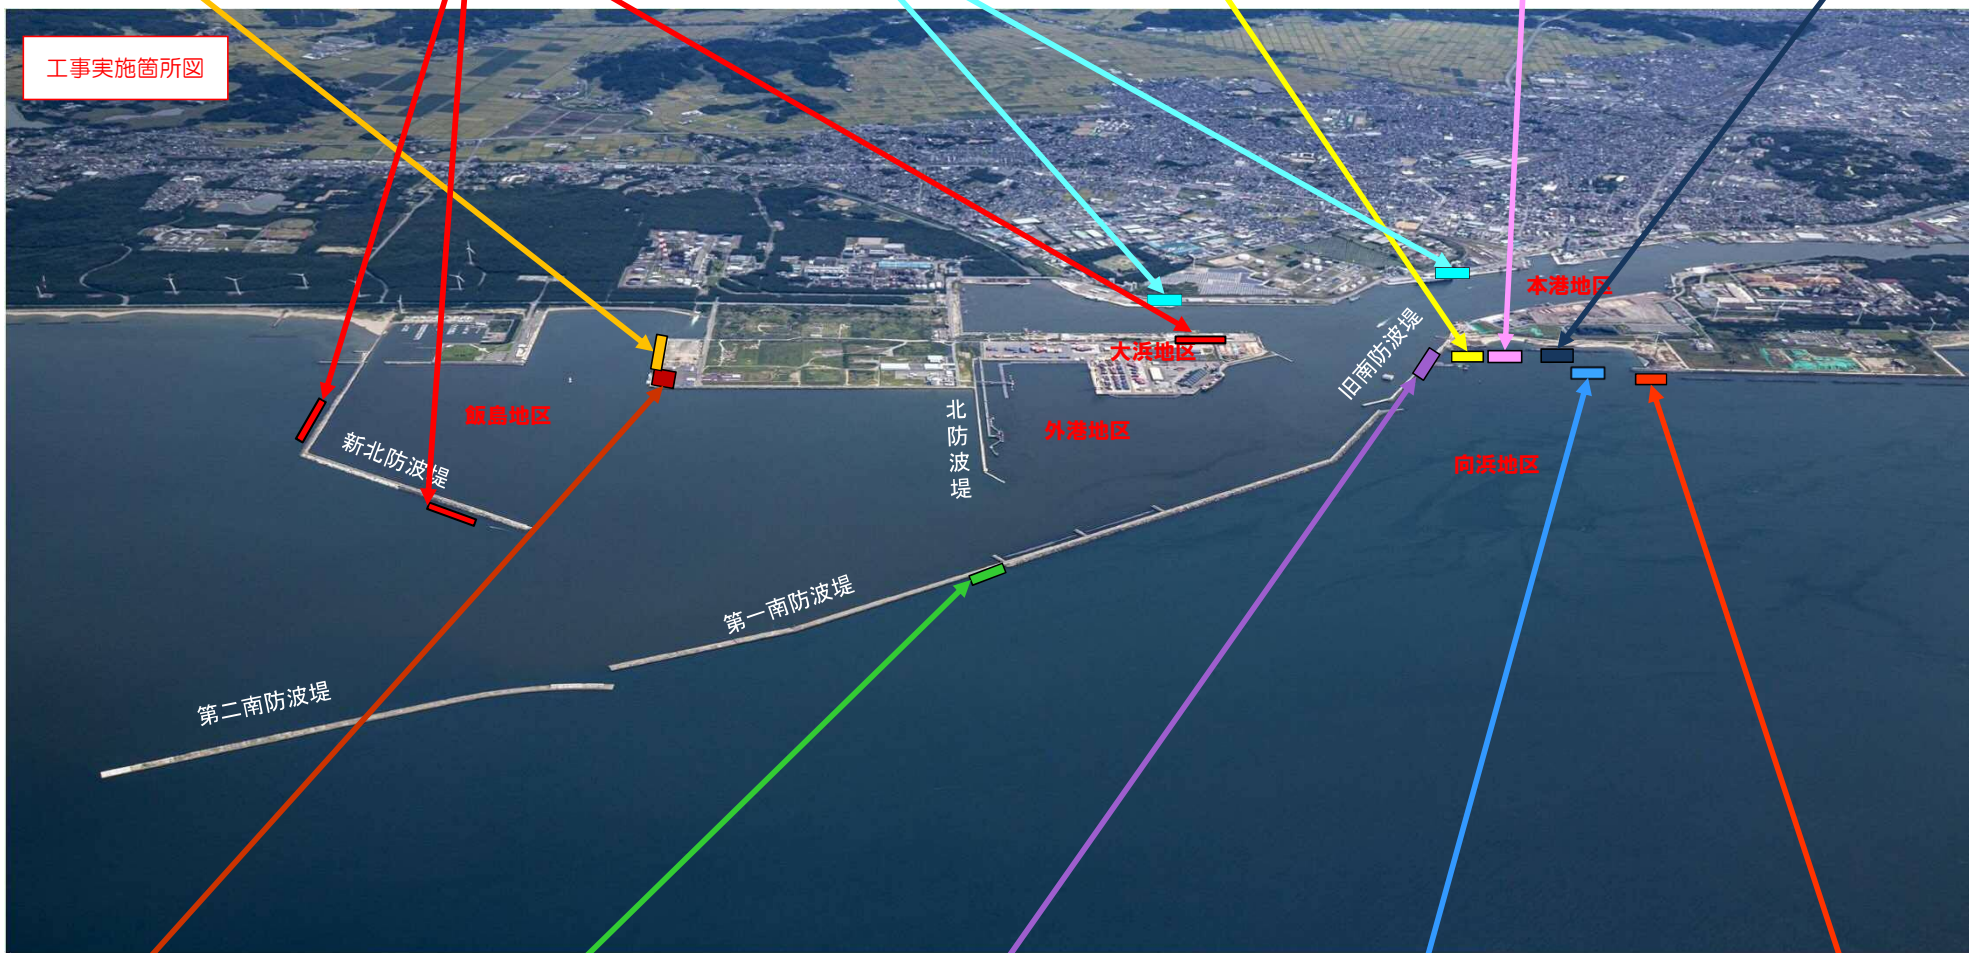 工事実施箇所図
本港地区
大浜地区
旧南防波堤
飯島地区
北防波堤
外港地区
新北防波堤
向浜地区
第一南防波堤
第二南防波堤